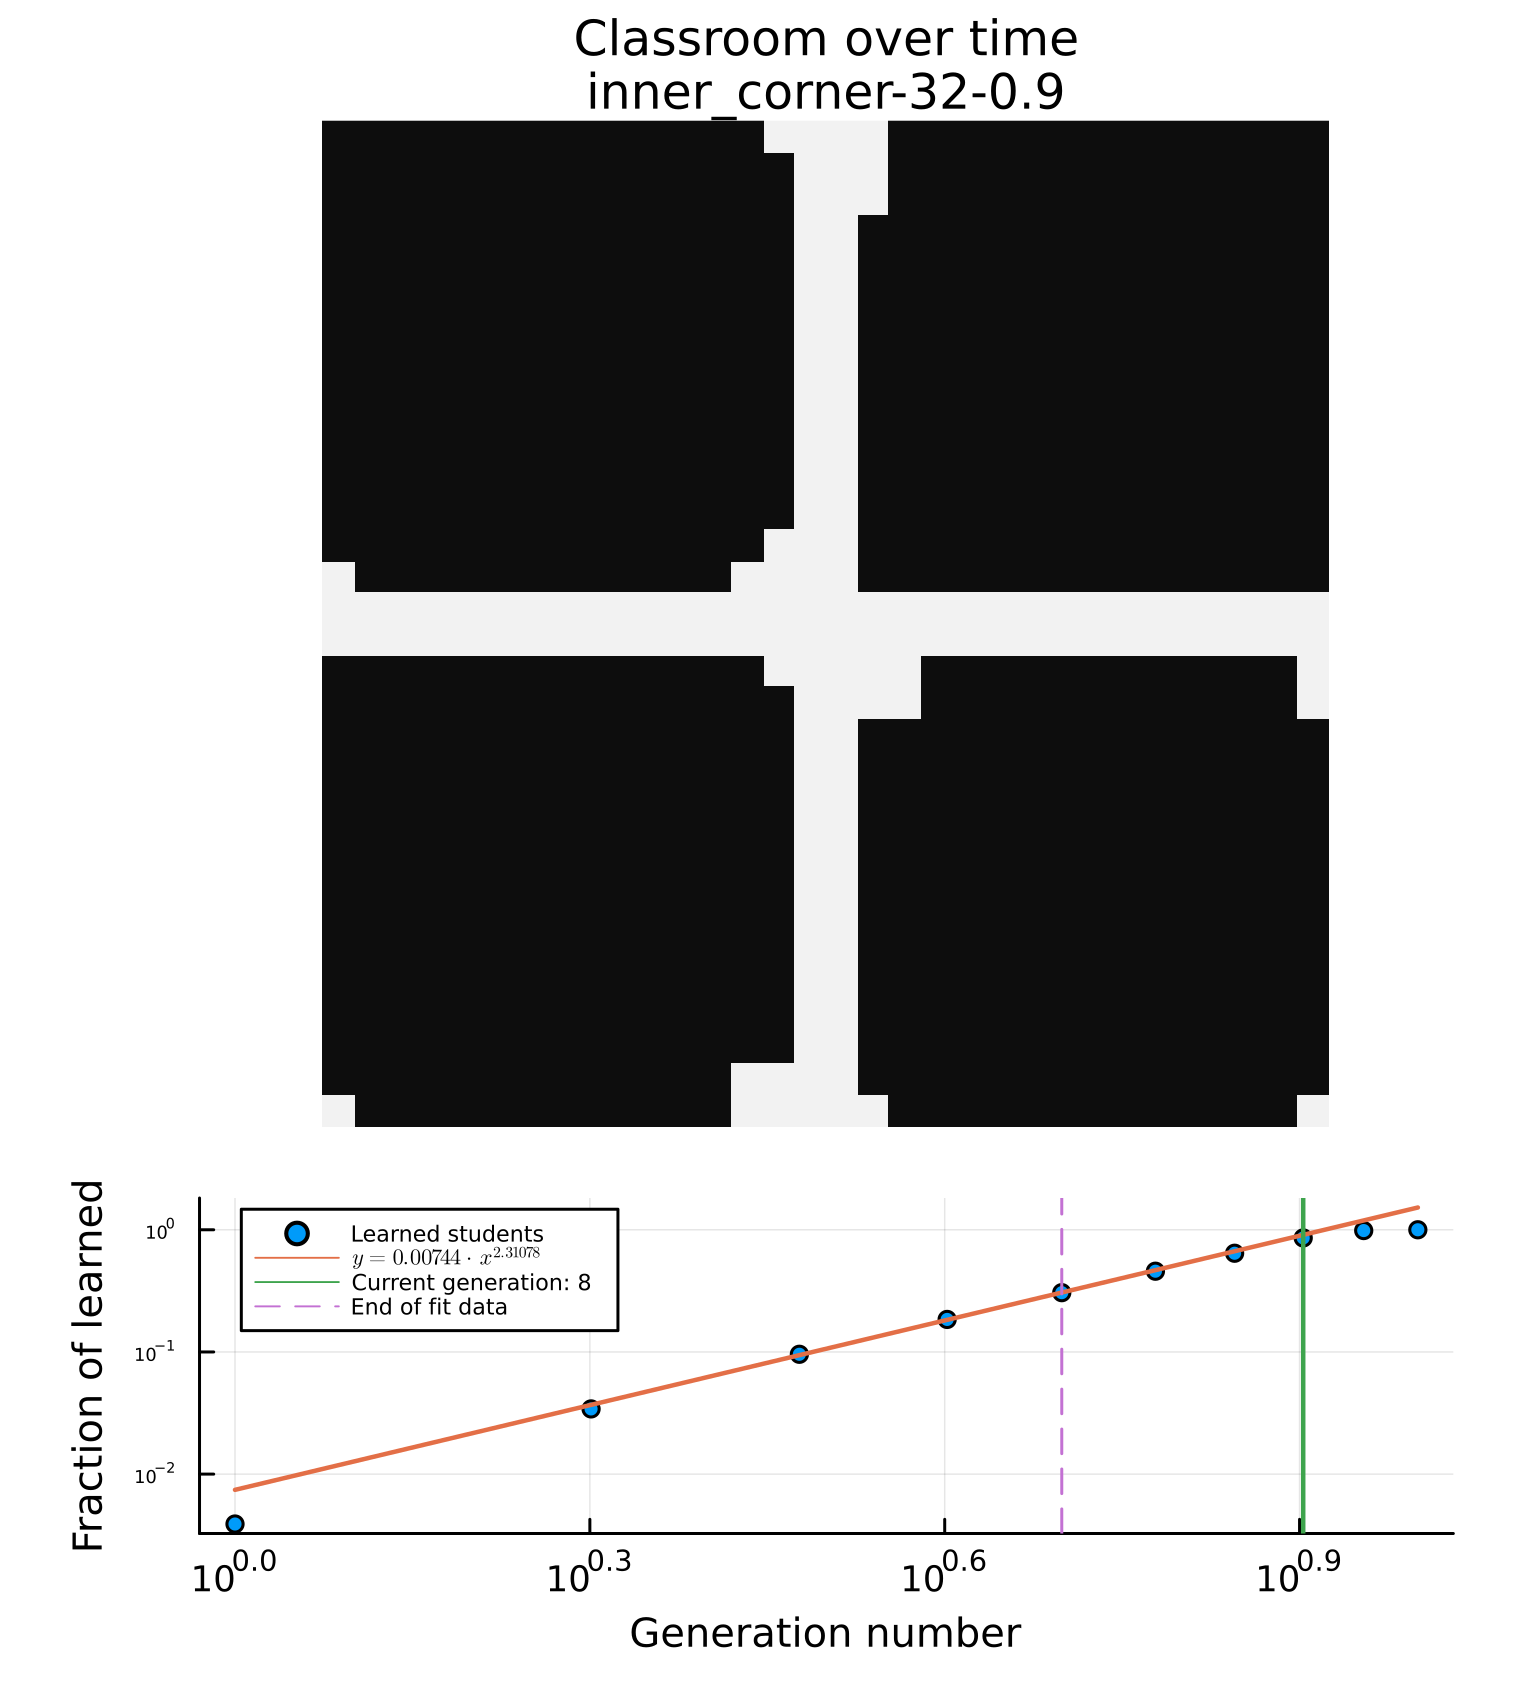 Classroom over time
inner_corner-32-0.9
Fraction of learned
10^0
10^-1
10^-2
Learned students
y = 0.00744 · x^2.31078
Current generation: 8
End of fit data
10^0.0 10^0.3 10^0.6 10^0.9
Generation number